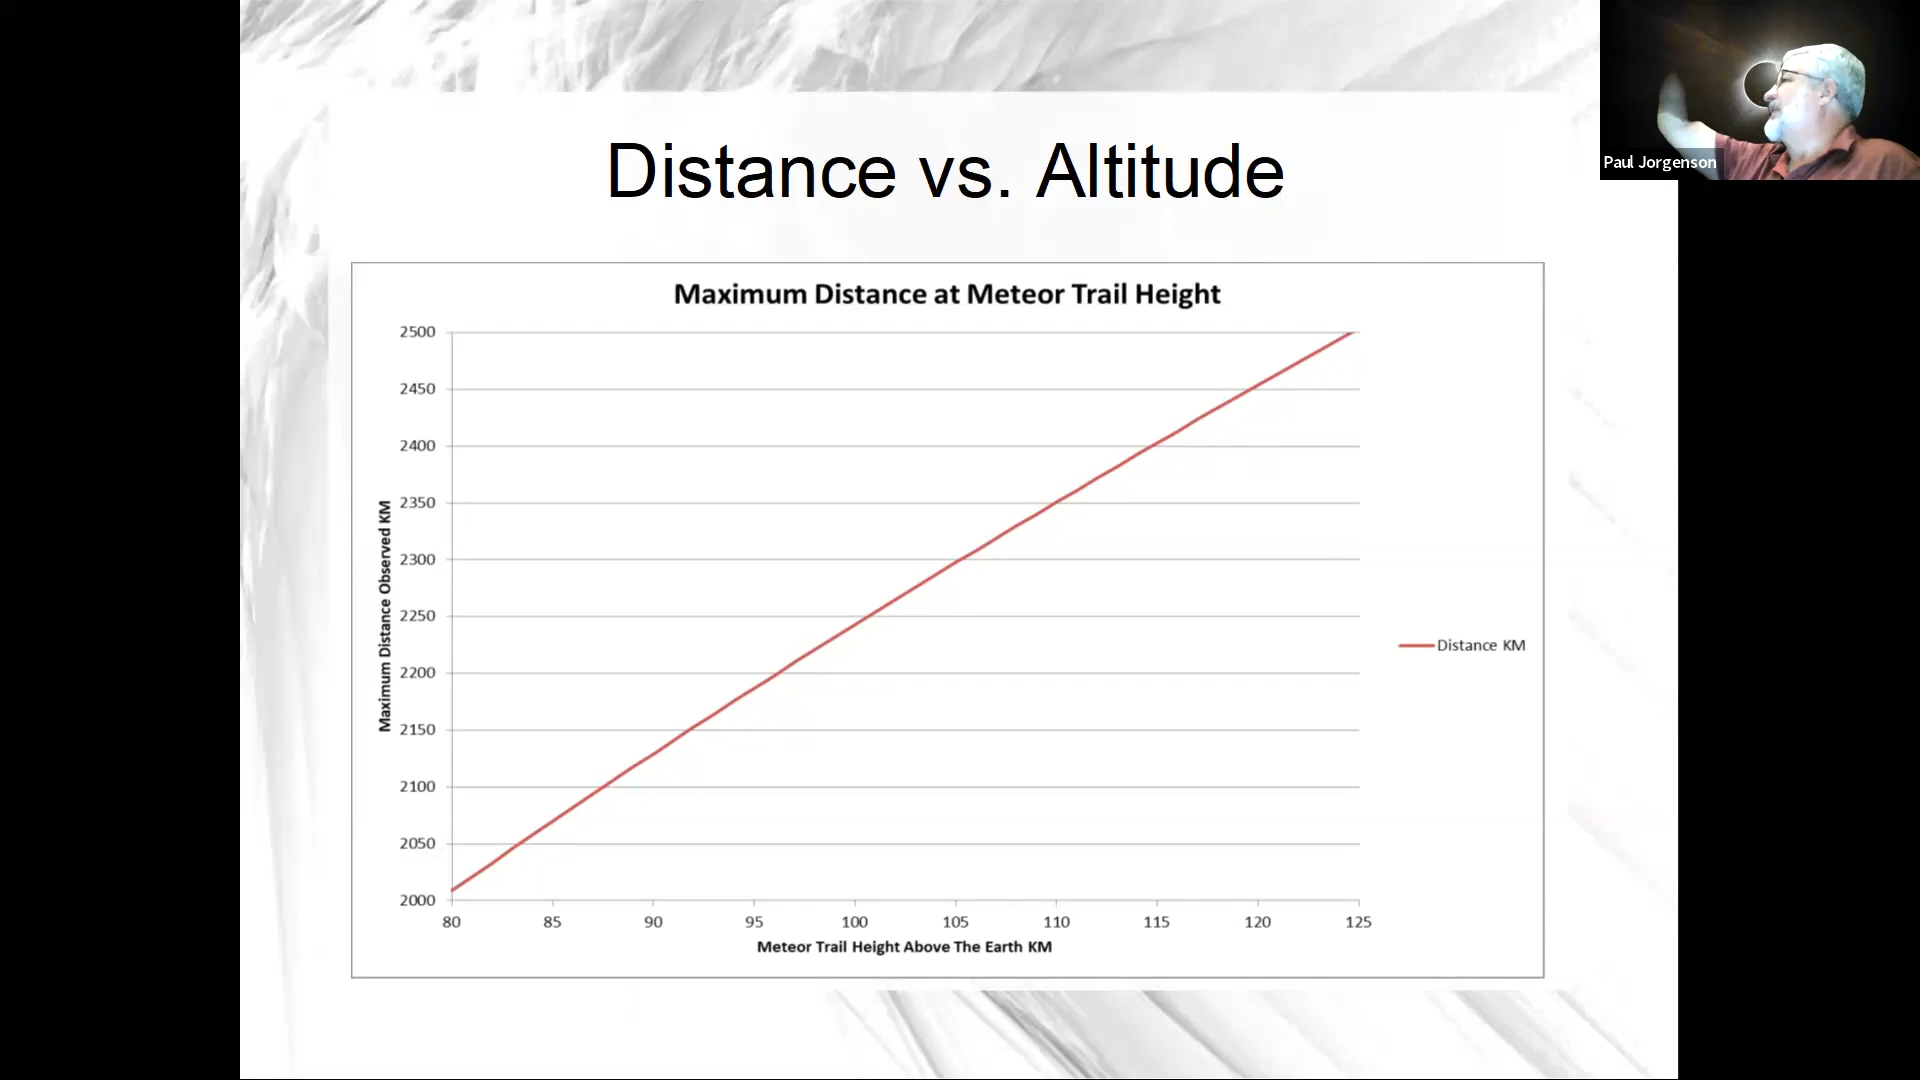 Distance vs. Altitude
Paul Jorgenson
Maximum Distance at Meteor Trail Height
Maximum Distance Observed KM
2500
2450
2400
2350
2300
2250
2200
2150
2100
2050
2000
80 85 90 95 100 105 110 115 120 125
Meteor Trail Height Above The Earth KM
Distance KM